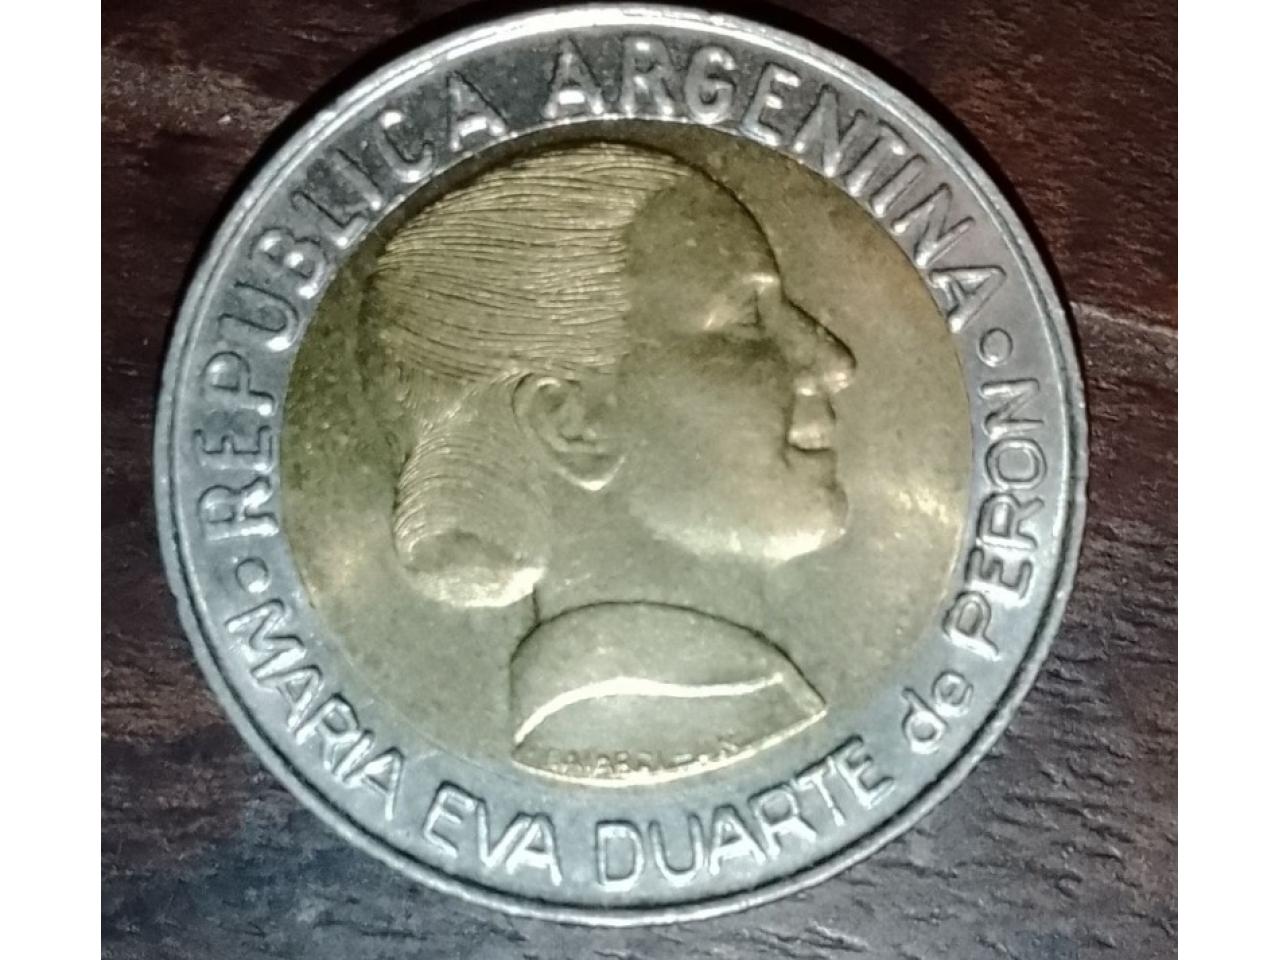 REPUBLICA ARGENTINA
MARIA EVA DUARTE de PERON